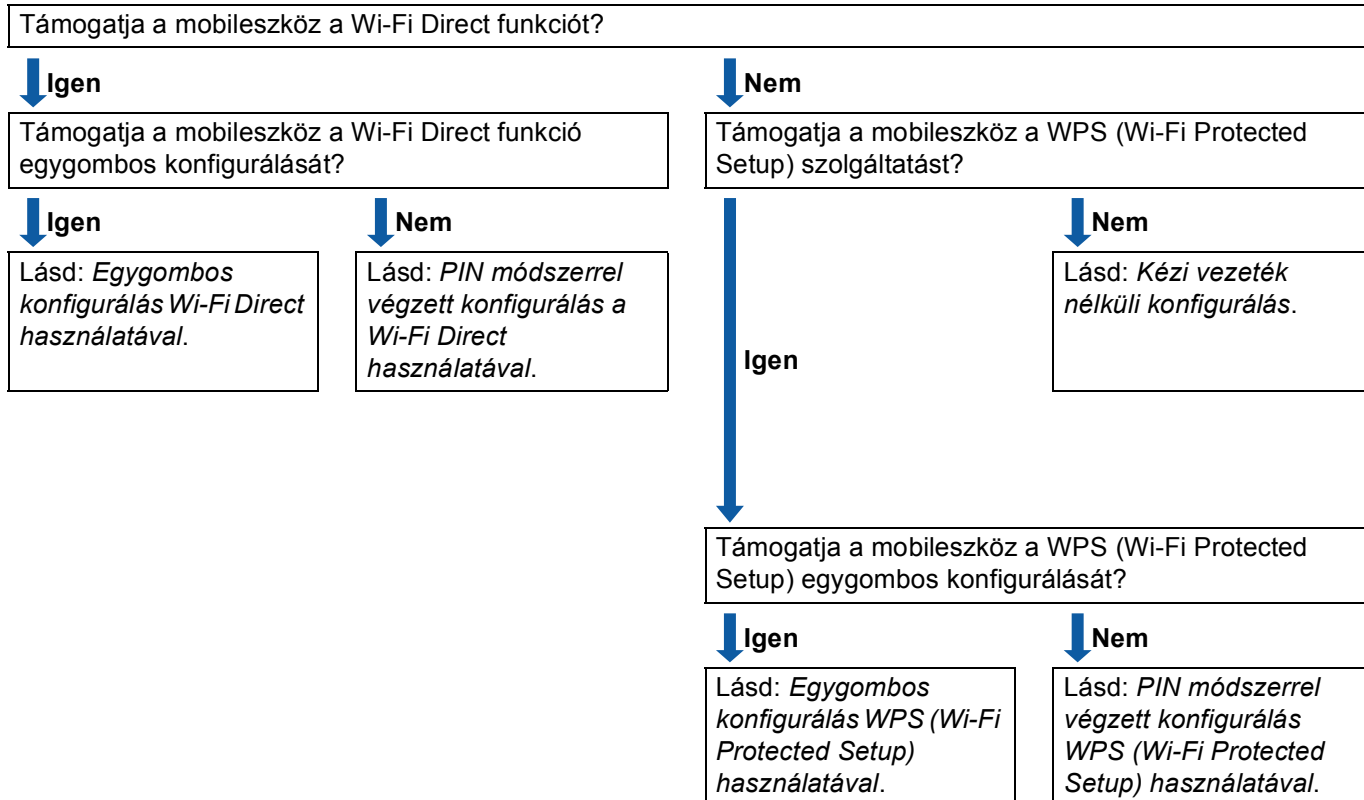 Támogatja a mobileszköz a Wi-Fi Direct funkciót?
Igen
Nem
Támogatja a mobileszköz a Wi-Fi Direct funkció
egygombos konfigurálását?
Támogatja a mobileszköz a WPS (Wi-Fi Protected
Setup) szolgáltatást?
Igen
Nem
Nem
Lásd: Egygombos
konfigurálás Wi-Fi Direct
használatával.
Lásd: PIN módszerrel
végzett konfigurálás a
Wi-Fi Direct
használatával.
Lásd: Kézi vezeték
nélküli konfigurálás.
Igen
Támogatja a mobileszköz a WPS (Wi-Fi Protected
Setup) egygombos konfigurálását?
Igen
Nem
Lásd: Egygombos
konfigurálás WPS (Wi-Fi
Protected Setup)
használatával.
Lásd: PIN módszerrel
végzett konfigurálás
WPS (Wi-Fi Protected
Setup) használatával.